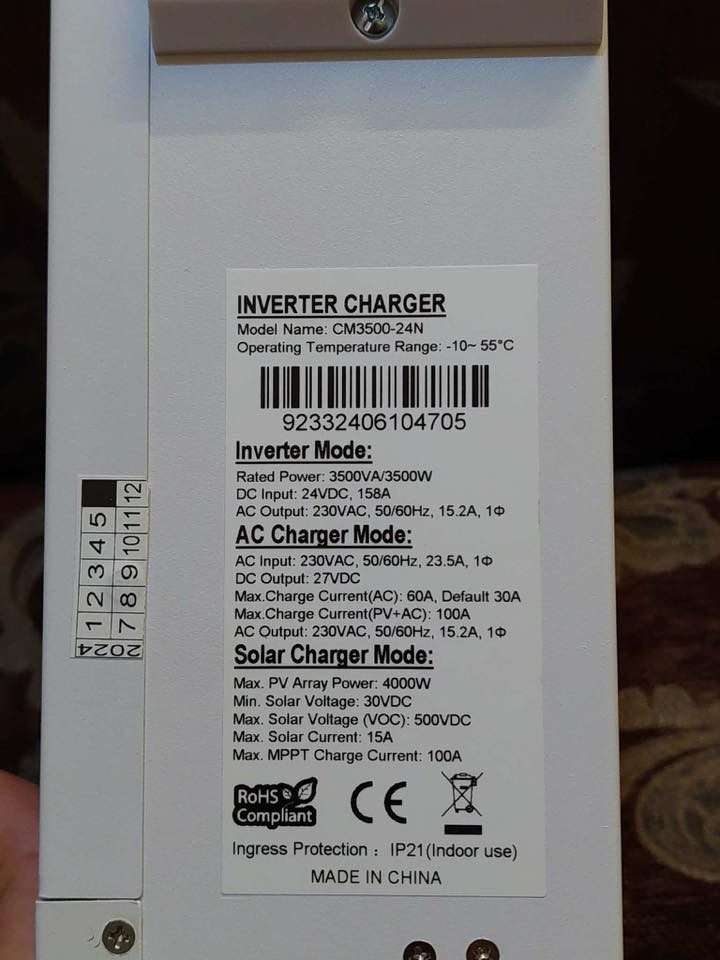 INVERTER CHARGER
Model Name: CM3500-24N
Operating Temperature Range: -10~ 55°C
92332406104705
Inverter Mode:
Rated Power: 3500VA/3500W
DC Input: 24VDC, 158A
AC Output: 230VAC, 50/60Hz, 15.2A, 1Φ
AC Charger Mode:
AC Input: 230VAC, 50/60Hz, 23.5A, 1Φ
DC Output: 27VDC
Max.Charge Current(AC): 60A, Default 30A
Max.Charge Current(PV+AC): 100A
AC Output: 230VAC, 50/60Hz, 15.2A, 1Φ
Solar Charger Mode:
Max. PV Array Power: 4000W
Min. Solar Voltage: 30VDC
Max. Solar Voltage (VOC): 500VDC
Max. Solar Current: 15A
Max. MPPT Charge Current: 100A
RoHS
Compliant
CE
Ingress Protection : IP21(Indoor use)
MADE IN CHINA
2024
1 2 3 4 5
7 8 9 10 11 12